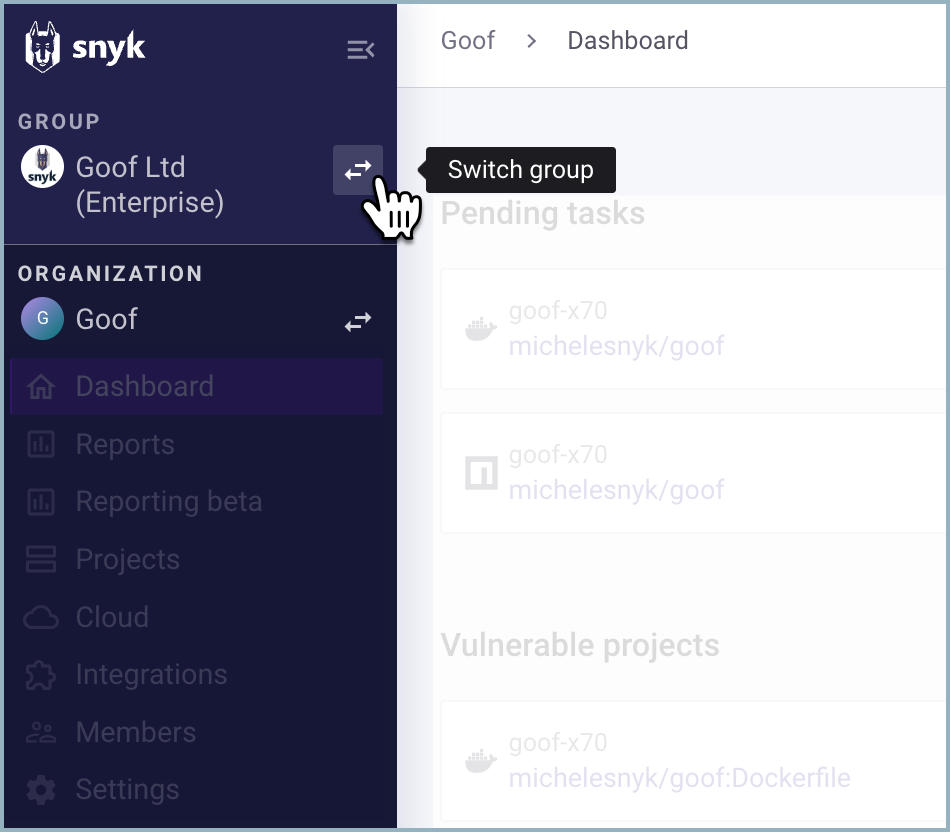 snyk
GROUP
snyk
Goof Ltd
(Enterprise)
ORGANIZATION
G
Goof
Dashboard
Reports
Reporting beta
Projects
Cloud
Integrations
Members
Settings
Goof > Dashboard
Switch group
Pending tasks
goof-x70
michelesnyk/goof
goof-x70
michelesnyk/goof
Vulnerable projects
goof-x70
michelesnyk/goof:Dockerfile